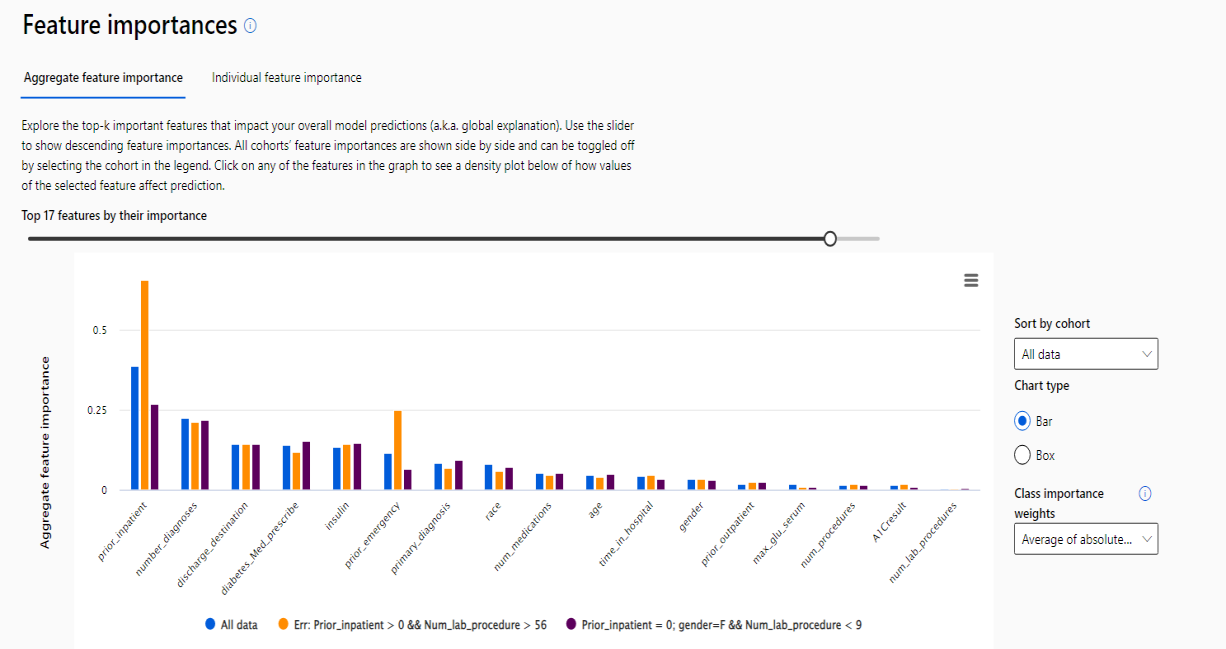 Feature importances
Aggregate feature importance
Individual feature importance
Explore the top-k important features that impact your overall model predictions (a.k.a. global explanation). Use the slider
to show descending feature importances. All cohorts' feature importances are shown side by side and can be toggled off
by selecting the cohort in the legend. Click on any of the features in the graph to see a density plot below of how values
of the selected feature affect prediction.
Top 17 features by their importance
Aggregate feature importance
0.5
0.25
0
prior_inpatient
number_diagnoses
discharge_destination
diabetes_Med_prescribe
insulin
prior_emergency
primary_diagnosis
race
num_medications
age
time_in_hospital
gender
prior_outpatient
max_glu_serum
num_procedures
A1Cresult
num_lab_procedures
All data
Err: Prior_inpatient > 0 && Num_lab_procedure > 56
Prior_inpatient = 0; gender=F && Num_lab_procedure < 9
Sort by cohort
All data
Chart type
Bar
Box
Class importance
weights
Average of absolute...